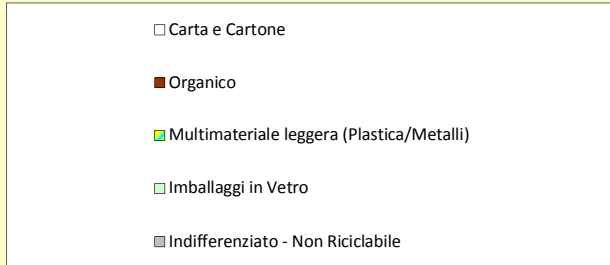 Carta e Cartone
Organico
Multimateriale leggera (Plastica/Metalli)
Imballaggi in Vetro
Indifferenziato - Non Riciclabile